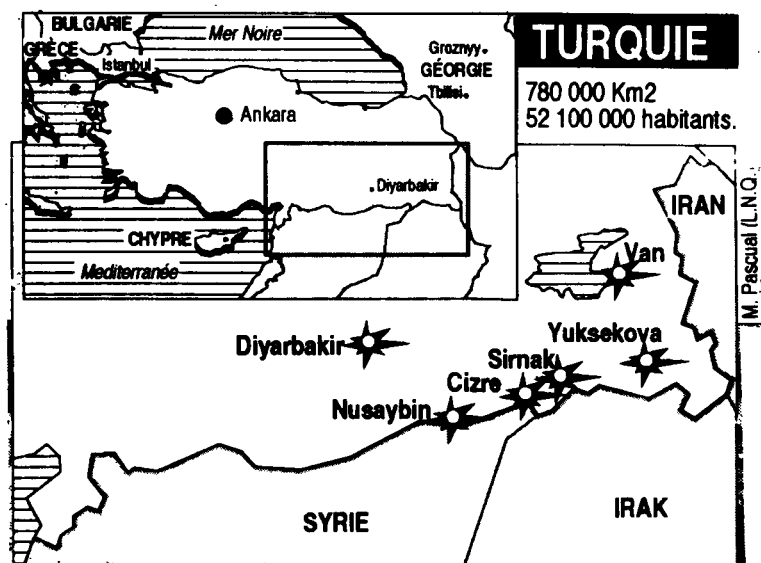 BULGARIE
Mer Noire
GRÈCE
Istanbul
Groznyy
GÉORGIE
Tbilisi
Ankara
Diyarbakir
CHYPRE
Mediterranée
TURQUIE
780 000 Km2
52 100 000 habitants.
IRAN
Van
M. Pascual (L.N.Q.)
Yuksekova
Diyarbakir
Sirnak
Cizre
Nusaybin
SYRIE
IRAK